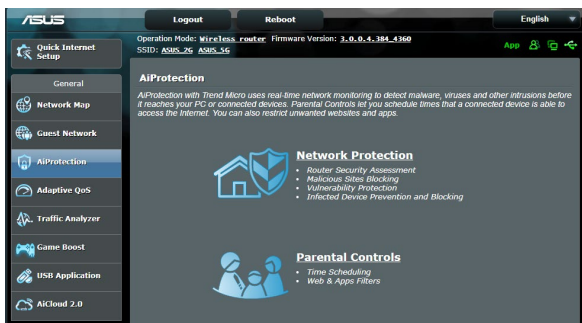 ASUS
Logout
Reboot
English
Quick Internet Setup
Operation Mode: Wireless router Firmware Version: 3.0.0.4.384_4360
SSID: ASUS_2G ASUS_5G
App
General
Network Map
Guest Network
AiProtection
Adaptive QoS
Traffic Analyzer
Game Boost
USB Application
AiCloud 2.0
AiProtection
AiProtection with Trend Micro uses real-time network monitoring to detect malware, viruses and other intrusions before
it reaches your PC or connected devices. Parental Controls let you schedule times that a connected device is able to
access the Internet. You can also restrict unwanted websites and apps.
Network Protection
• Router Security Assessment
• Malicious Sites Blocking
• Vulnerability Protection
• Infected Device Prevention and Blocking
Parental Controls
• Time Scheduling
• Web & Apps Filters